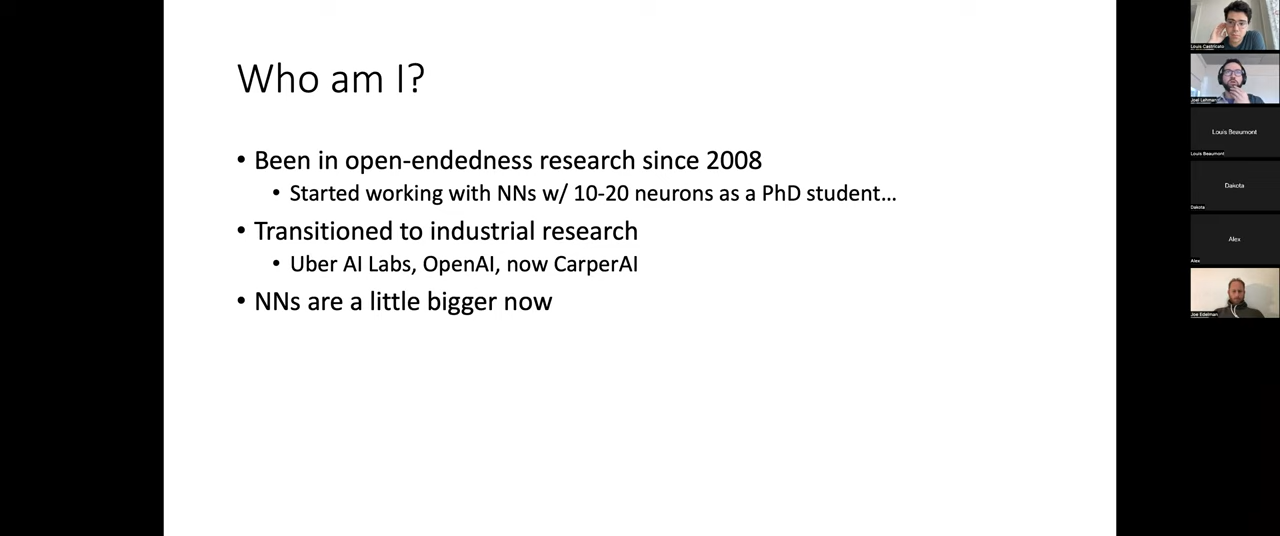 Who am I?
• Been in open-endedness research since 2008
• Started working with NNs w/ 10-20 neurons as a PhD student...
• Transitioned to industrial research
• Uber AI Labs, OpenAI, now CarperAI
• NNs are a little bigger now
Louis Castricato
Joel Lehman
Louis Beaumont
Louis Beaumont
Dakota
Dakota
Alex
Alex
Joe Edelman